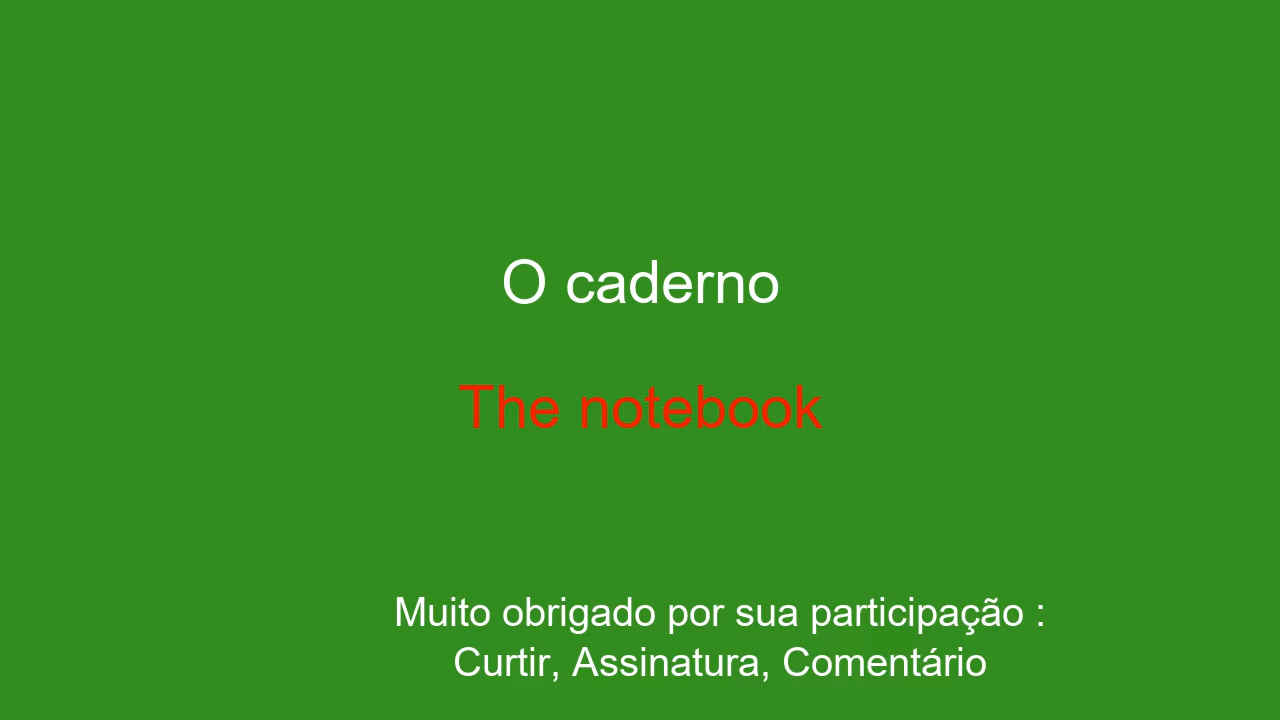 O caderno
The notebook
Muito obrigado por sua participação :
Curtir, Assinatura, Comentário